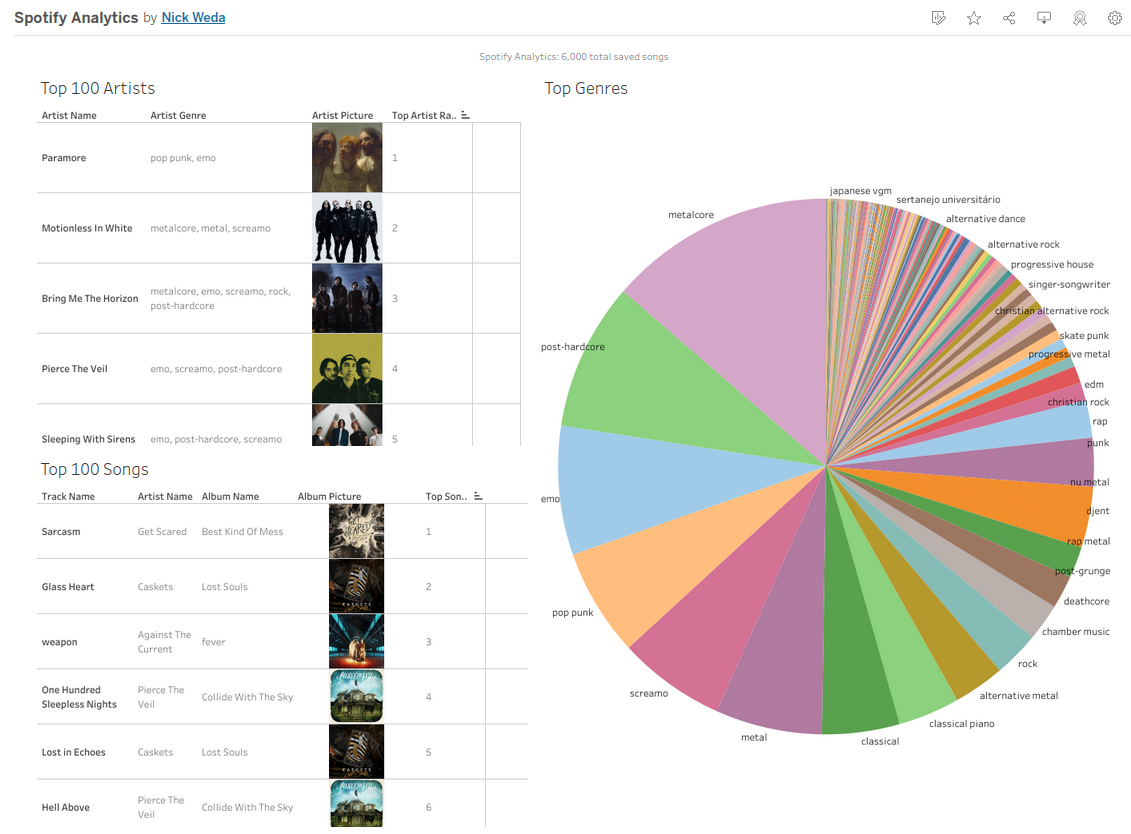 Spotify Analytics by Nick Weda
Spotify Analytics: 6,000 total saved songs
Top 100 Artists
Artist Name Artist Genre Artist Picture Top Artist Ra..
Paramore pop punk, emo 1
Motionless In White metalcore, metal, screamo 2
Bring Me The Horizon metalcore, emo, screamo, rock,
post-hardcore 3
Pierce The Veil emo, screamo, post-hardcore 4
Sleeping With Sirens emo, post-hardcore, screamo 5
Top 100 Songs
Track Name Artist Name Album Name Album Picture Top Son..
Sarcasm Get Scared Best Kind Of Mess 1
GET
SCARED
Glass Heart Caskets Lost Souls 2
CASKETS
weapon Against The
Current fever 3
One Hundred
Sleepless Nights Pierce The
Veil Collide With The Sky 4
Lost in Echoes Caskets Lost Souls 5
CASKETS
Hell Above Pierce The
Veil Collide With The Sky 6
Top Genres
japanese vgm
sertanejo universitário
metalcore
alternative dance
alternative rock
progressive house
singer-songwriter
christian alternative rock
skate punk
post-hardcore
progressive metal
edm
christian rock
rap
punk
nu metal
emo
djent
rap metal
post-grunge
deathcore
pop punk
chamber music
rock
screamo
alternative metal
classical piano
metal
classical